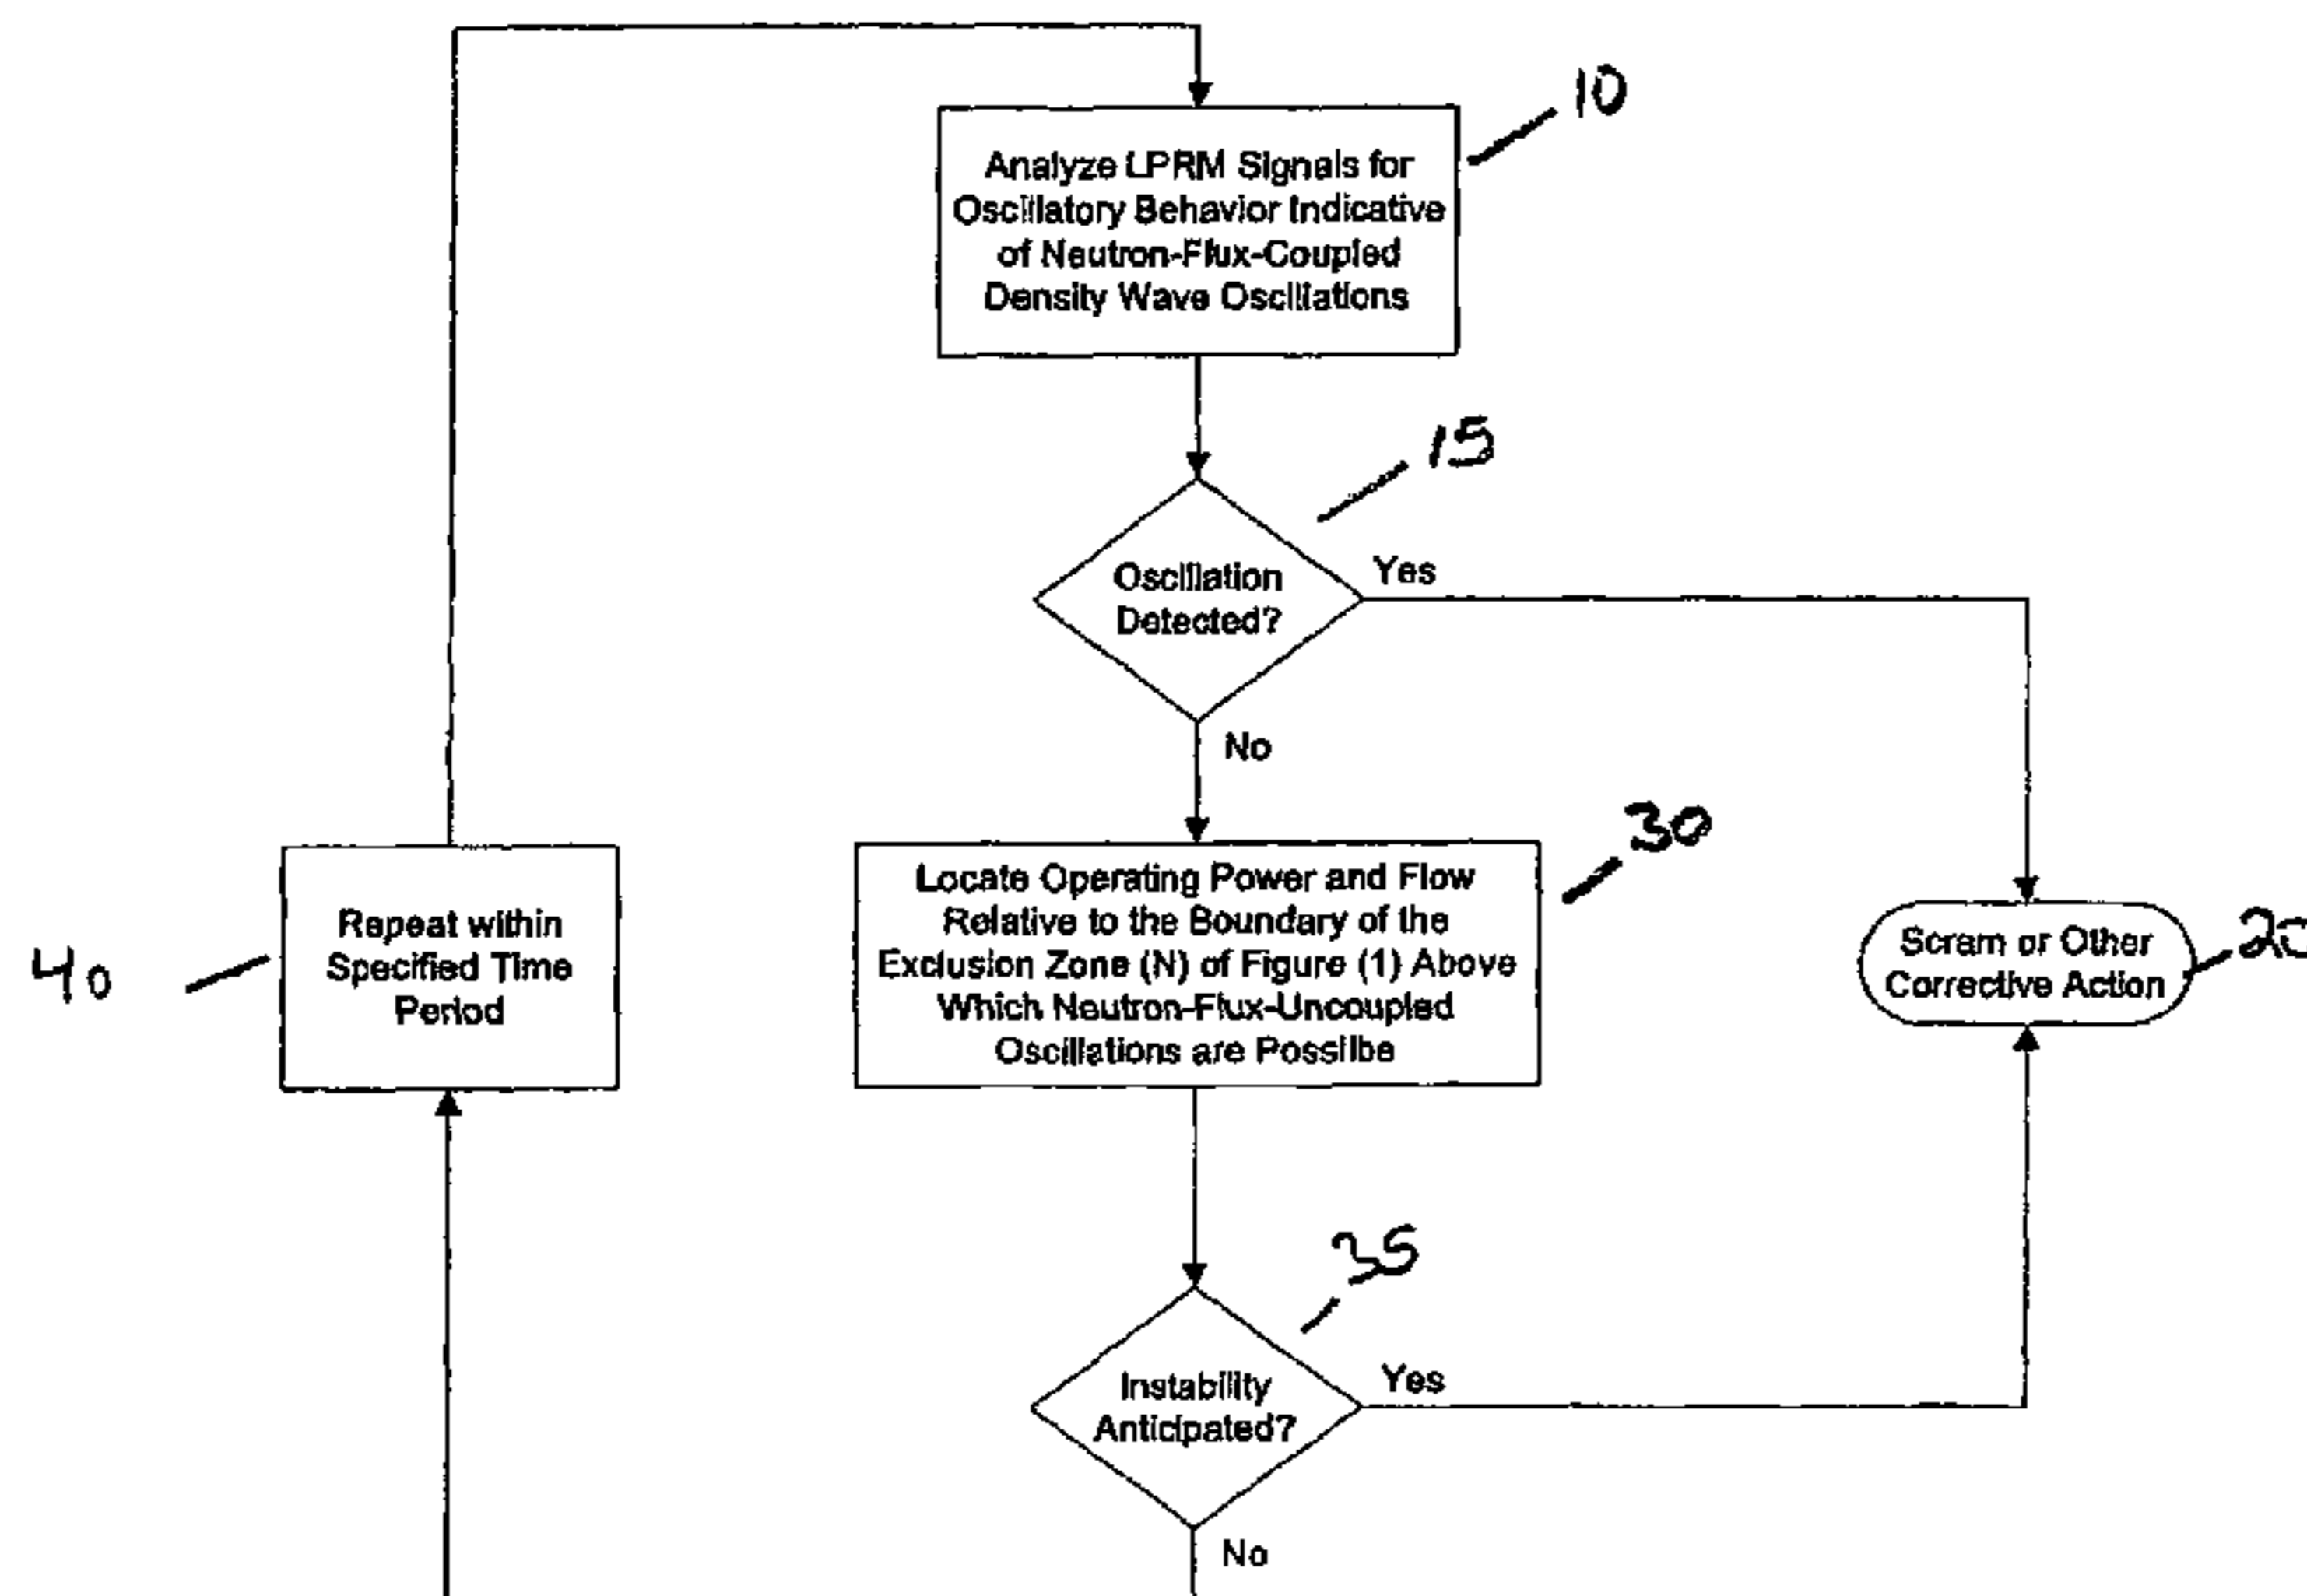 10
Analyze LPRM Signals for
Oscillatory Behavior Indicative
of Neutron-Flux-Coupled
Density Wave Oscillations
15
Oscillation
Detected?
Yes
No
30
Locate Operating Power and Flow
Relative to the Boundary of the
Exclusion Zone (N) of Figure (1) Above
Which Neutron-Flux-Uncoupled
Oscillations are Possilbe
40
Repeat within
Specified Time
Period
Scram or Other
Corrective Action
20
35
Instability
Anticipated?
Yes
No